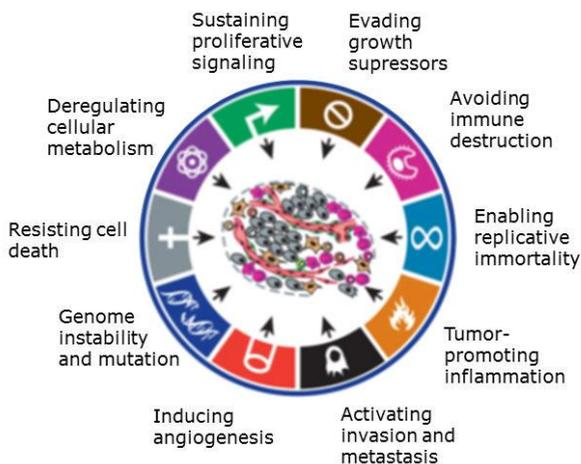 Sustaining
proliferative
signaling
Evading
growth
supressors
Avoiding
immune
destruction
Enabling
replicative
immortality
Tumor-
promoting
inflammation
Activating
invasion and
metastasis
Inducing
angiogenesis
Genome
instability
and mutation
Resisting cell
death
Deregulating
cellular
metabolism